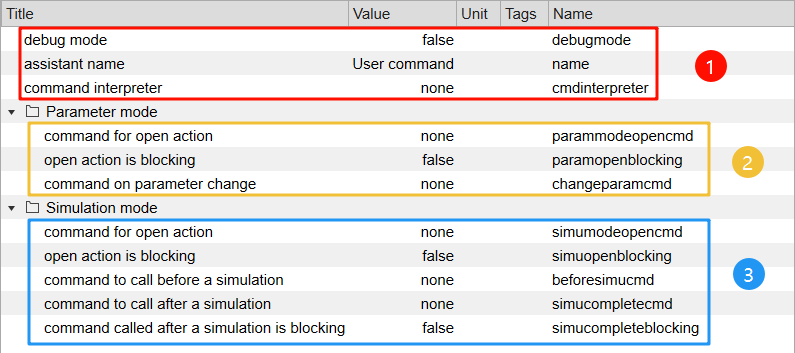 Title Value Unit Tags Name
debug mode false debugmode
assistant name User command name
command interpreter none cmdinterpreter
1
Parameter mode
command for open action none parammodeopencmd
open action is blocking false paramopenblocking
2
command on parameter change none changeparamcmd
Simulation mode
command for open action none simumodeopencmd
open action is blocking false simuopenblocking
command to call before a simulation none beforesimucmd
3
command to call after a simulation none simucompletecmd
command called after a simulation is blocking false simucompleteblocking